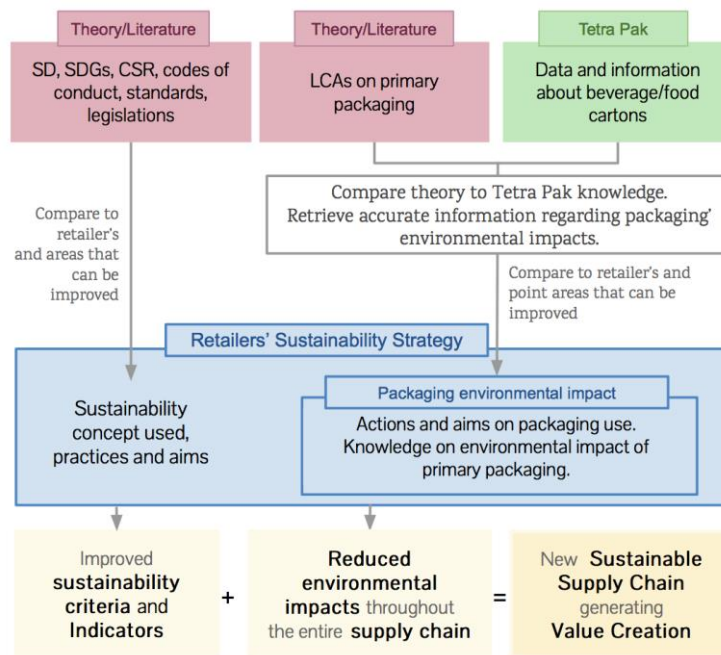 Theory/Literature
SD, SDGs, CSR, codes of
conduct, standards,
legislations
Theory/Literature
LCAs on primary
packaging
Tetra Pak
Data and information
about beverage/food
cartons
Compare theory to Tetra Pak knowledge.
Retrieve accurate information regarding packaging’
environmental impacts.
Compare to
retailer's
and areas that
can be
improved
Compare to retailer's and
point areas that can be
improved
Retailers’ Sustainability Strategy
Sustainability
concept used,
practices and aims
Packaging environmental impact
Actions and aims on packaging use.
Knowledge on environmental impact of
primary packaging.
Improved
sustainability
criteria and
Indicators
+
Reduced
environmental
impacts throughout
the entire supply chain
=
New Sustainable
Supply Chain
generating
Value Creation